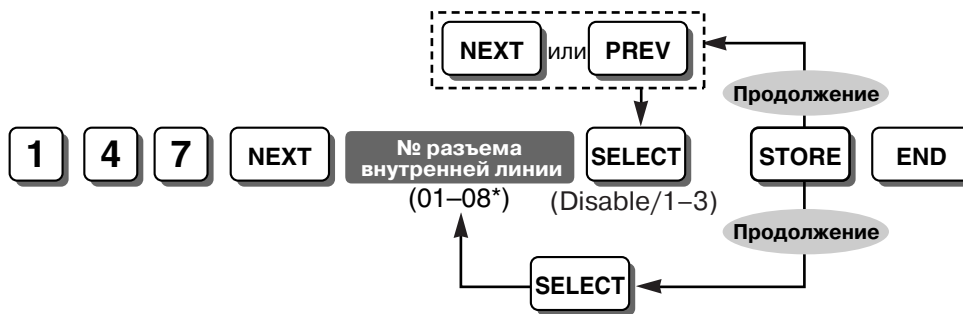 NEXT или PREV
Продолжение
1 4 7 NEXT № разъема внутренней линии SELECT STORE END
(01–08*) (Disable/1–3)
Продолжение
SELECT